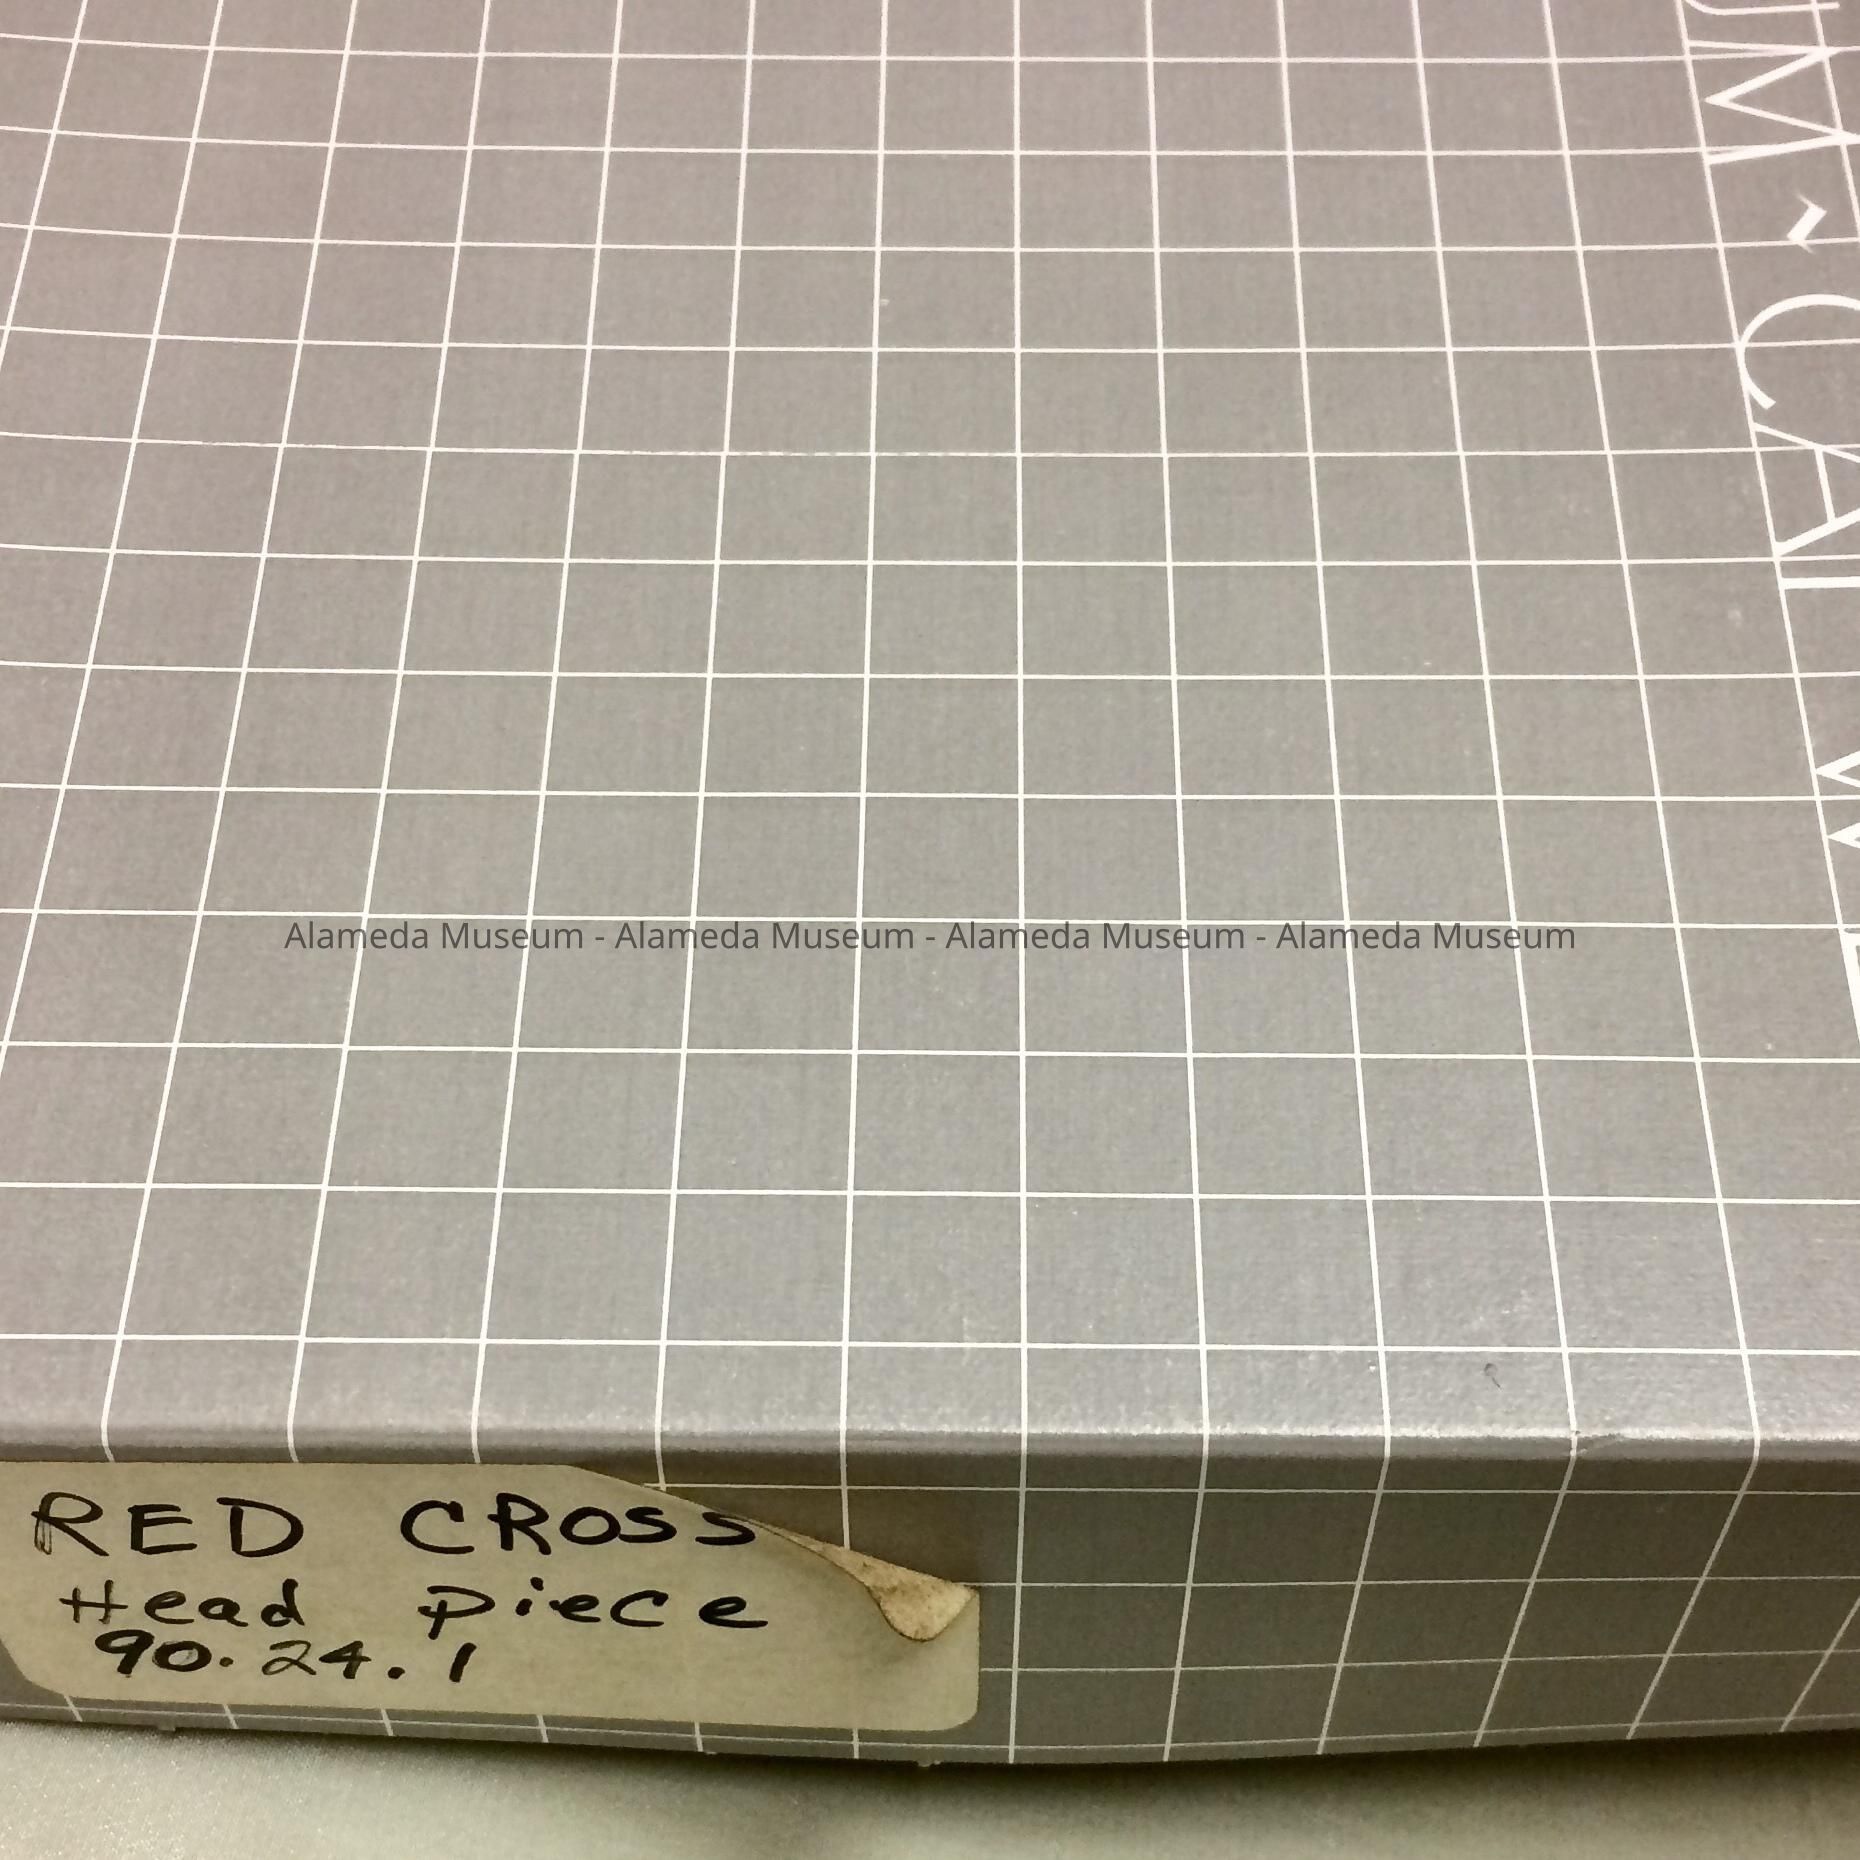 Alameda Museum - Alameda Museum - Alameda Museum - Alameda Museum
RED CROSS
Head piece
90.24.1